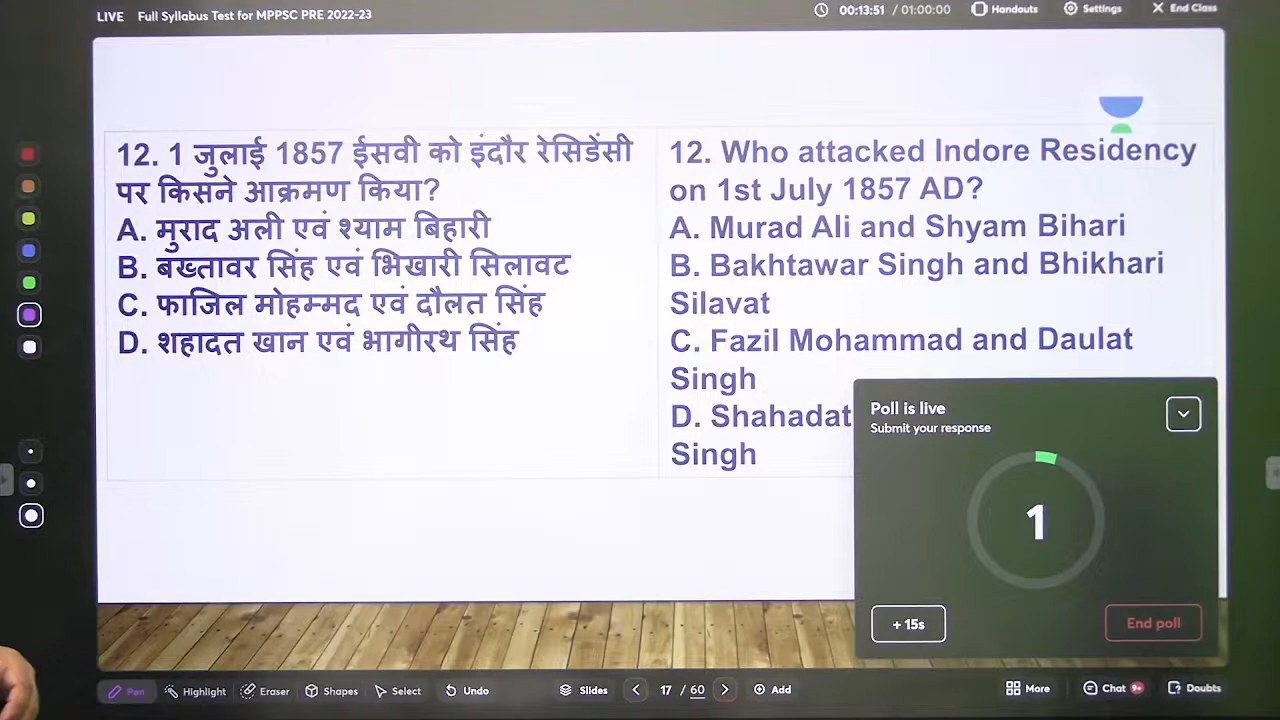 LIVE Full Syllabus Test for MPPSC PRE 2022-23
00:13:51 / 01:00:00 Handouts Settings End Class
12. 1 जुलाई 1857 ईसवी को इंदौर रेसिडेंसी
पर किसने आक्रमण किया?
A. मुराद अली एवं श्याम बिहारी
B. बख्तावर सिंह एवं भिखारी सिलावट
C. फाजिल मोहम्मद एवं दौलत सिंह
D. शहादत खान एवं भागीरथ सिंह
12. Who attacked Indore Residency
on 1st July 1857 AD?
A. Murad Ali and Shyam Bihari
B. Bakhtawar Singh and Bhikhari
Silavat
C. Fazil Mohammad and Daulat
Singh
D. Shahadat
Singh
Poll is live
Submit your response
1
+ 15s End poll
Pen Highlight Eraser Shapes Select Undo Slides 17 / 60 Add More Chat 9+ Doubts